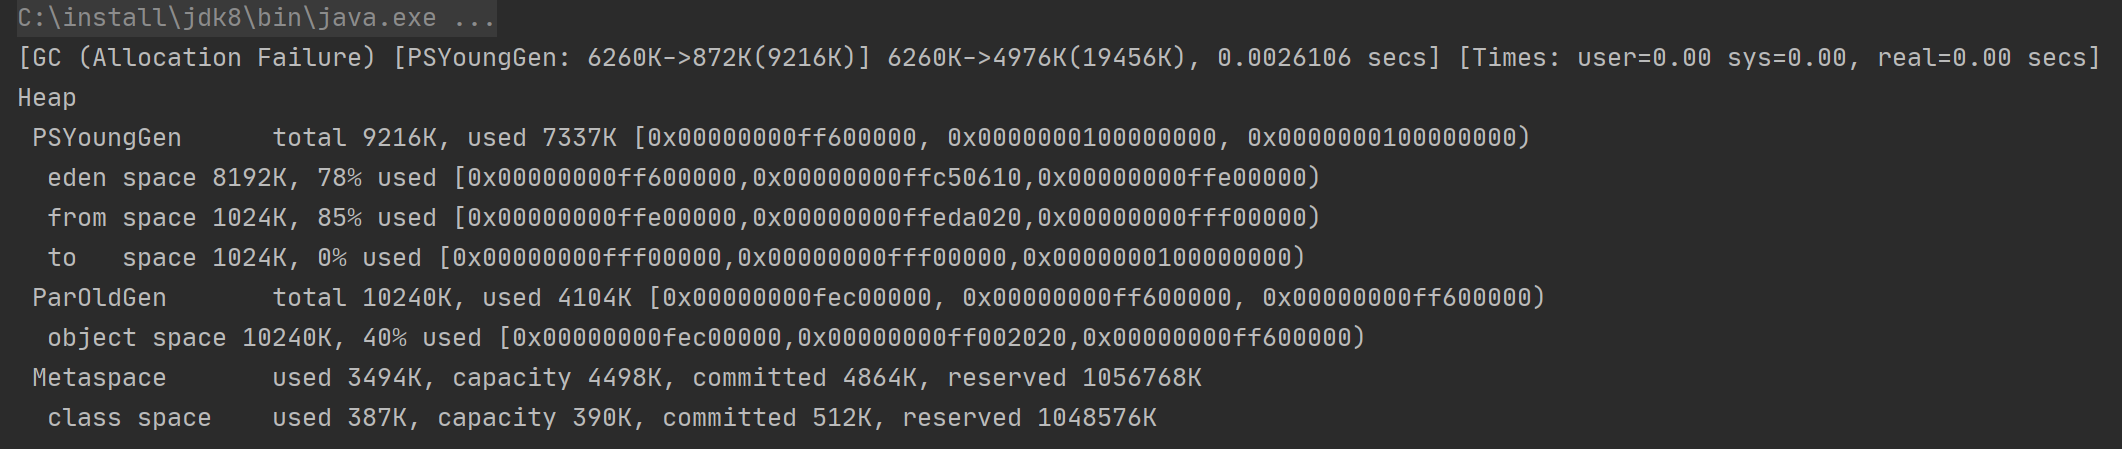 C:\install\jdk8\bin\java.exe ...
[GC (Allocation Failure) [PSYoungGen: 6260K->872K(9216K)] 6260K->4976K(19456K), 0.0026106 secs] [Times: user=0.00 sys=0.00, real=0.00 secs]
Heap
 PSYoungGen      total 9216K, used 7337K [0x00000000ff600000, 0x0000000100000000, 0x0000000100000000)
  eden space 8192K, 78% used [0x00000000ff600000,0x00000000ffc50610,0x00000000ffe00000)
  from space 1024K, 85% used [0x00000000ffe00000,0x00000000ffeda020,0x00000000fff00000)
  to   space 1024K, 0% used [0x00000000fff00000,0x00000000fff00000,0x0000000100000000)
 ParOldGen       total 10240K, used 4104K [0x00000000fec00000, 0x00000000ff600000, 0x00000000ff600000)
  object space 10240K, 40% used [0x00000000fec00000,0x00000000ff002020,0x00000000ff600000)
 Metaspace       used 3494K, capacity 4498K, committed 4864K, reserved 1056768K
  class space    used 387K, capacity 390K, committed 512K, reserved 1048576K